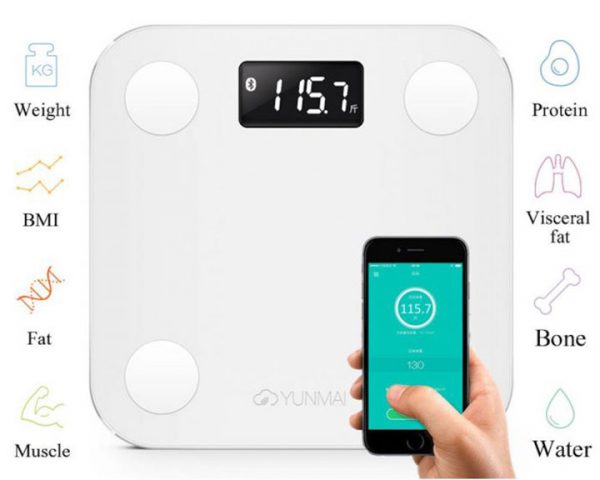 KG
Weight
BMI
Fat
Muscle
115.7
斤
YUNMAI
115.7
130
Protein
Visceral
fat
Bone
Water